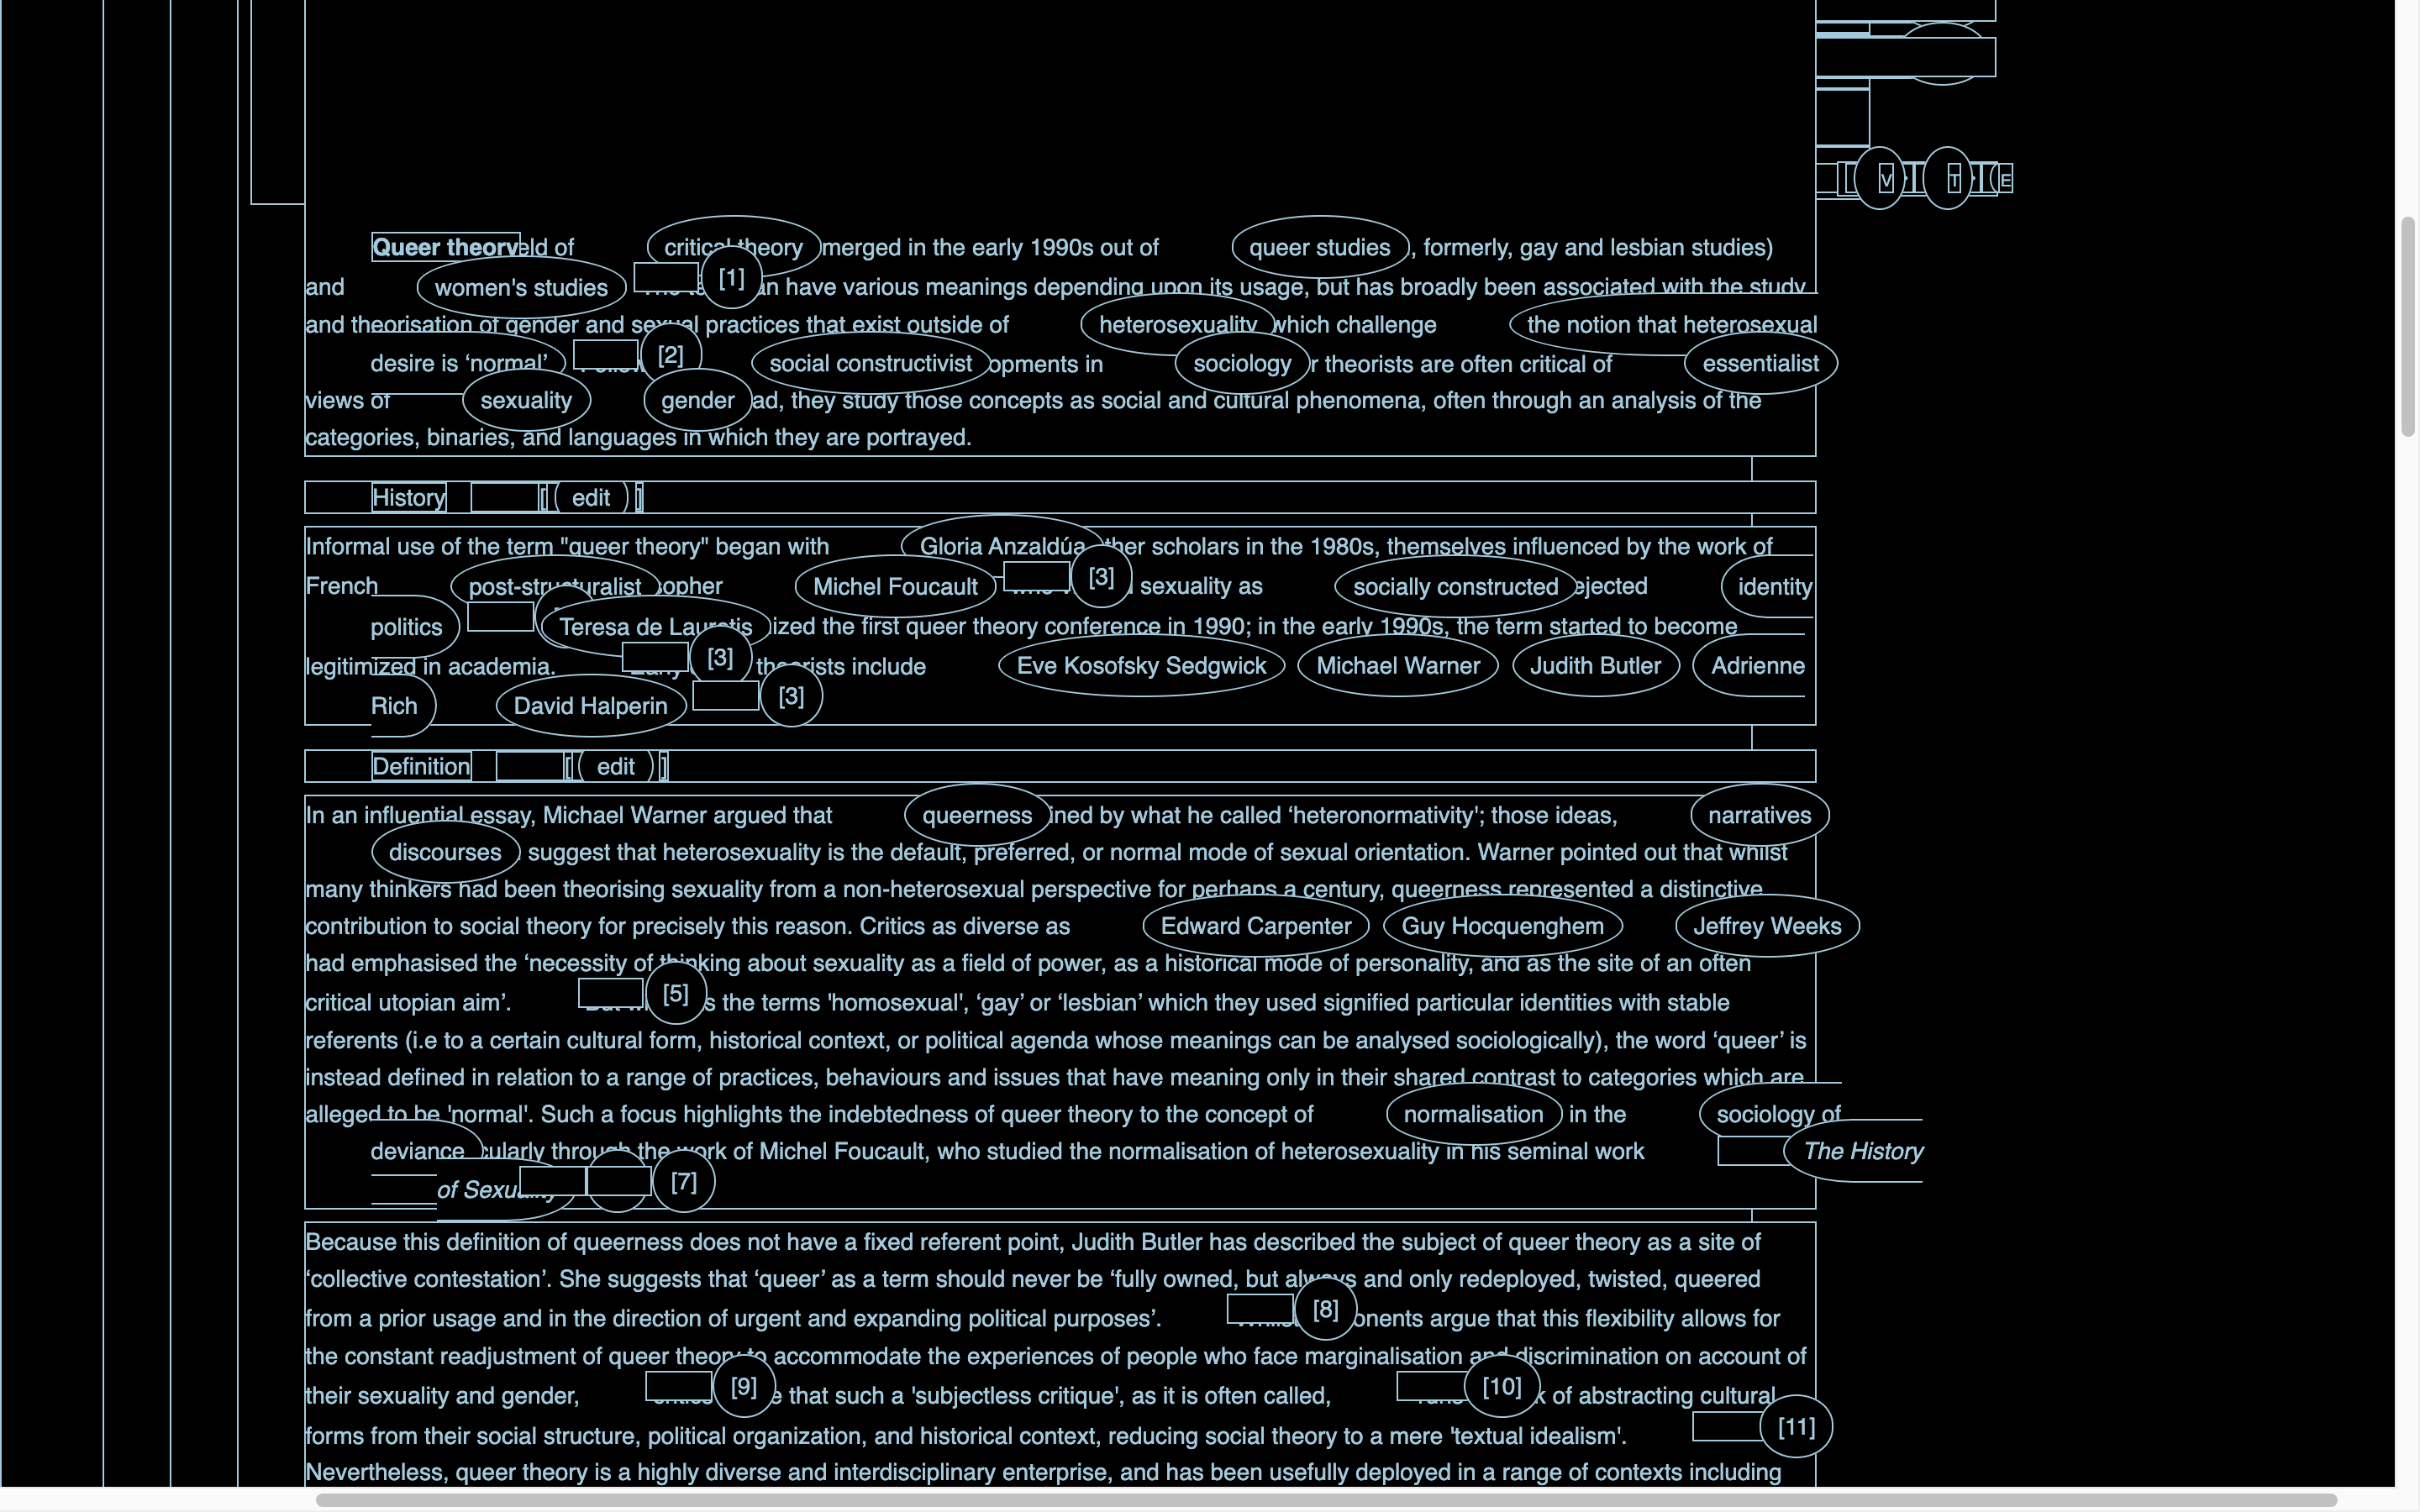 V T E
Queer theory eld of critical theory merged in the early 1990s out of queer studies , formerly, gay and lesbian studies)
and women's studies [1] an have various meanings depending upon its usage, but has broadly been associated with the study
and theorisation of gender and sexual practices that exist outside of heterosexuality which challenge the notion that heterosexual
desire is ‘normal’ [2] social constructivist opments in sociology r theorists are often critical of essentialist
views of sexuality gender ad, they study those concepts as social and cultural phenomena, often through an analysis of the
categories, binaries, and languages in which they are portrayed.
History [ edit ]
Informal use of the term "queer theory" began with Gloria Anzaldúa ther scholars in the 1980s, themselves influenced by the work of
French post-structuralist sopher Michel Foucault [3] sexuality as socially constructed ejected identity
politics Teresa de Lauretis ized the first queer theory conference in 1990; in the early 1990s, the term started to become
legitimized in academia. Early [3] theorists include Eve Kosofsky Sedgwick Michael Warner Judith Butler Adrienne
Rich David Halperin [3]
Definition [ edit ]
In an influential essay, Michael Warner argued that queerness ined by what he called ‘heteronormativity'; those ideas, narratives
discourses suggest that heterosexuality is the default, preferred, or normal mode of sexual orientation. Warner pointed out that whilst
many thinkers had been theorising sexuality from a non-heterosexual perspective for perhaps a century, queerness represented a distinctive
contribution to social theory for precisely this reason. Critics as diverse as Edward Carpenter Guy Hocquenghem Jeffrey Weeks
had emphasised the ‘necessity of thinking about sexuality as a field of power, as a historical mode of personality, and as the site of an often
critical utopian aim’. [5] s the terms 'homosexual', ‘gay’ or ‘lesbian’ which they used signified particular identities with stable
referents (i.e to a certain cultural form, historical context, or political agenda whose meanings can be analysed sociologically), the word ‘queer’ is
instead defined in relation to a range of practices, behaviours and issues that have meaning only in their shared contrast to categories which are
alleged to be 'normal'. Such a focus highlights the indebtedness of queer theory to the concept of normalisation in the sociology of
deviance cularly through the work of Michel Foucault, who studied the normalisation of heterosexuality in his seminal work The History
of Sexuality [7]
Because this definition of queerness does not have a fixed referent point, Judith Butler has described the subject of queer theory as a site of
‘collective contestation’. She suggests that ‘queer’ as a term should never be ‘fully owned, but always and only redeployed, twisted, queered
from a prior usage and in the direction of urgent and expanding political purposes’. [8] onents argue that this flexibility allows for
the constant readjustment of queer theory to accommodate the experiences of people who face marginalisation and discrimination on account of
their sexuality and gender, [9] e that such a 'subjectless critique', as it is often called, [10] k of abstracting cultural
forms from their social structure, political organization, and historical context, reducing social theory to a mere 'textual idealism'. [11]
Nevertheless, queer theory is a highly diverse and interdisciplinary enterprise, and has been usefully deployed in a range of contexts including